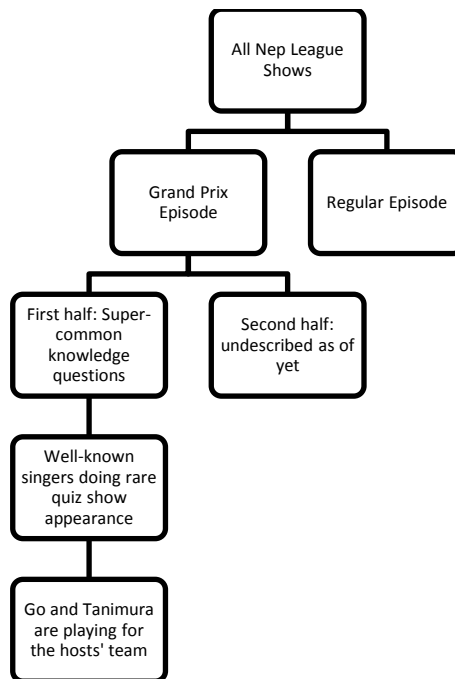 All Nep League
Shows
Grand Prix
Episode
Regular Episode
First half: Super-
common
knowledge
questions
Second half:
undescribed as of
yet
Well-known
singers doing rare
quiz show
appearance
Go and Tanimura
are playing for
the hosts' team